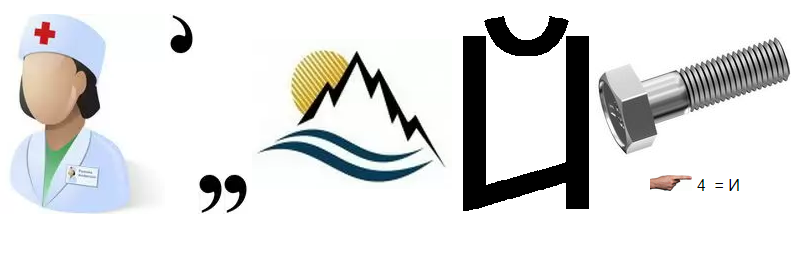 ,
Й
,,
4 = И